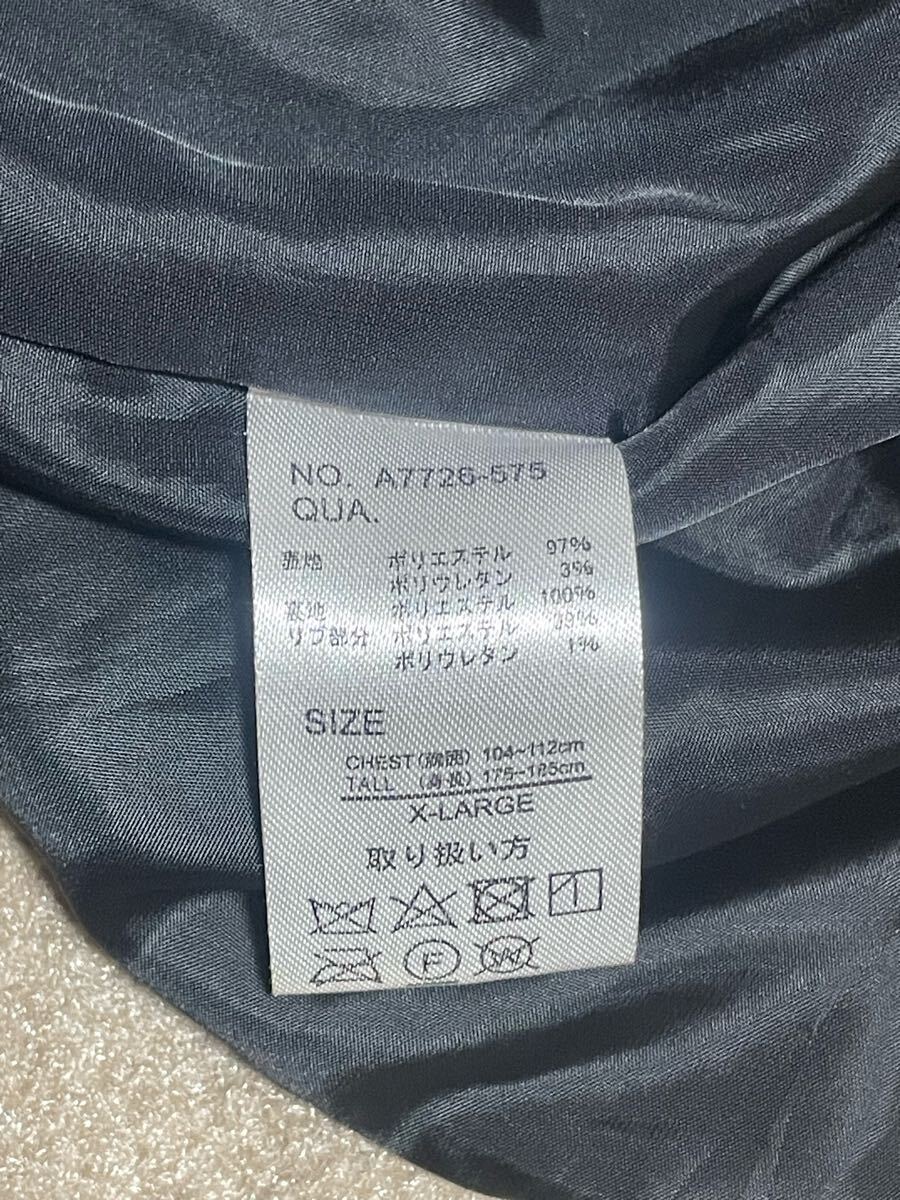 NO. A7726-575
QUA.
表地 ポリエステル 97%
ポリウレタン 3%
裏地 ポリエステル 100%
リブ部分 ポリエステル 99%
ポリウレタン 1%
SIZE
CHEST(胸囲) 104~112cm
TALL (身長) 175~185cm
X-LARGE
取り扱い方
F